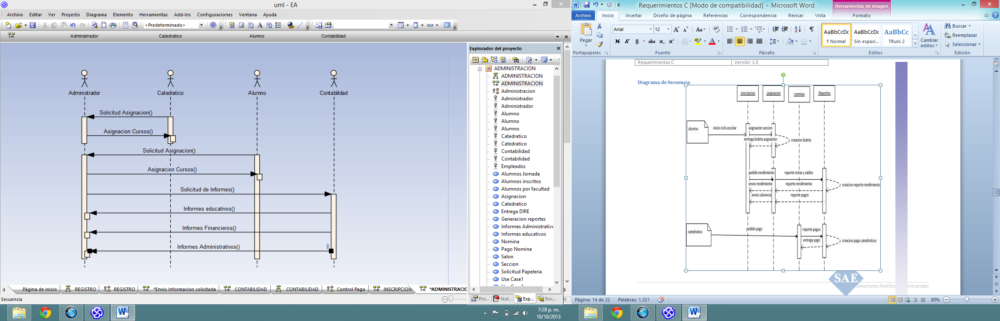 uml - EA
Archivo Editar Ver Proyecto Diagrama Elemento Herramientas Add-Ins Configuraciones Ventana Ayuda
<Predeterminado>
Administrador Catedratico Alumno Contabilidad
Administrador Catedratico Alumno Contabilidad
Solicitud Asignacion()
Asignacion Cursos()
Solicitud Asignacion()
Asignacion Cursos()
Solicitud de Informes()
Informes educativos()
Informes Financieros()
Informes Administrativos()
Explorador del proyecto
ADMINISTRACION
ADMINISTRACION
ADMINISTRACION
Administracion
Administrador
Administrador
Alumno
Alumno
Alumno
Catedratico
Catedratico
Contabilidad
Contabilidad
Empleados
Alumnos Jornada
Alumnos inscritos
Alumnos por facultad
Asignacion
Catedratico
Entrega DIRE
Generacion reportes
Informes Administrativo
Informes educativos
Nomina
Pago Nomina
Salon
Seccion
Solicitud Papeleria
Use Case1
Pro... Not... Exp... Rec...
Página de inicio REGISTRO REGISTRO *Envio Informacion solicitada CONTABILIDAD CONTABILIDAD Control Pago INSCRIPCION *ADMINISTRACIO
Secuencia
7:28 p. m.
10/10/2013
Requerimientos C [Modo de compatibilidad] - Microsoft Word
Herramientas de imagen
Archivo Inicio Insertar Diseño de página Referencias Correspondencia Revisar Vista Formato
Pegar
Portapapeles
Arial 12
N K S abc x₂ x²
Fuente
Párrafo
AaBbCcDc AaBbCcDc AaBbCc
¶ Normal Sin espaci... Título 2
Cambiar estilos
Estilos
Buscar
Reemplazar
Seleccionar
Edición
Requerimientos C Versión: 1.0
Diagrama de Secuencia
:inscripcion :asignacion :nomina :Reportes
alumno
inicio ciclo escolar
asignacion seccion
entrega boleta asignacion
creacion boleta
pedido rendimiento reporte notas y saldos
envio rendimiento reporte rendimiento creacion reporte rendimiento
envio solvencia reporte pagos
catedratico
pedido pago
reporte pagos
entrega pago
creacion pago catedraticos
SAE
Soluciones Analítica presariales
Página: 14 de 22 Palabras: 1,321
80%